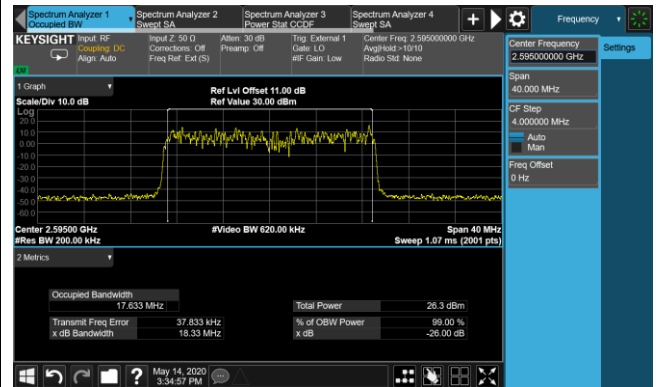 Spectrum Analyzer 1
Occupied BW
Spectrum Analyzer 2
Swept SA
Spectrum Analyzer 3
Power Stat CCDF
Spectrum Analyzer 4
Swept SA
Frequency
KEYSIGHT
Input: RF
Coupling: DC
Align: Auto
Input Z: 50 Ω
Corrections: Off
Freq Ref: Ext (S)
Atten: 30 dB
Preamp: Off
Trig: External 1
Gate: LO
#IF Gain: Low
Center Freq: 2.595000000 GHz
Avg|Hold:>10/10
Radio Std: None
LXI
Center Frequency
2.595000000 GHz
Settings
Span
40.000 MHz
CF Step
4.000000 MHz
Auto
Man
Freq Offset
0 Hz
1 Graph
Scale/Div 10.0 dB
Ref Lvl Offset 11.00 dB
Ref Value 30.00 dBm
Log
20.0
10.0
0.00
-10.0
-20.0
-30.0
-40.0
-50.0
-60.0
Center 2.59500 GHz
#Res BW 200.00 kHz
#Video BW 620.00 kHz
Span 40 MHz
Sweep 1.07 ms (2001 pts)
2 Metrics
Occupied Bandwidth
17.633 MHz
Transmit Freq Error 37.833 kHz
x dB Bandwidth 18.33 MHz
Total Power 26.3 dBm
% of OBW Power 99.00 %
x dB -26.00 dB
?
May 14, 2020
3:34:57 PM